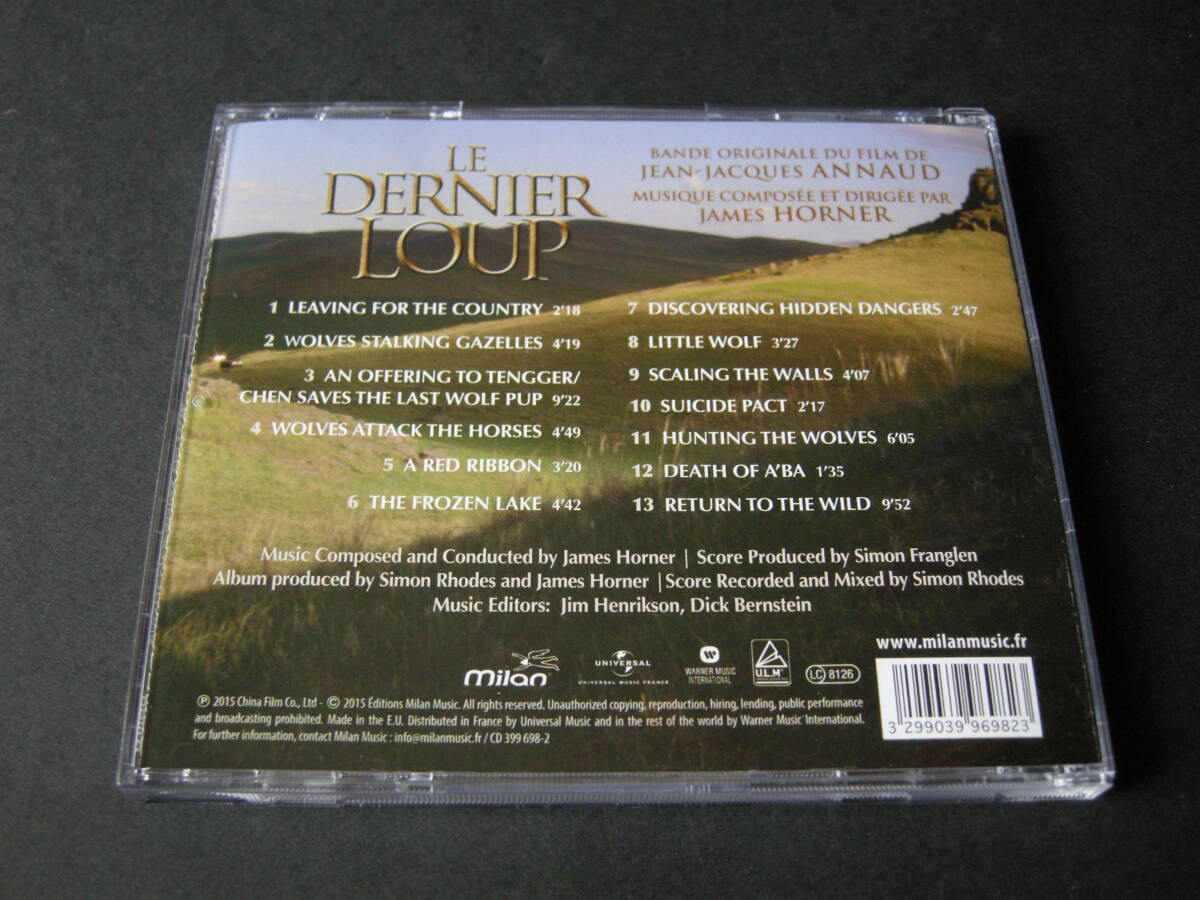 LE
DERNIER
LOUP
BANDE ORIGINALE DU FILM DE
JEAN-JACQUES ANNAUD
MUSIQUE COMPOSÉE ET DIRIGÉE PAR
JAMES HORNER
1 LEAVING FOR THE COUNTRY 2'18
2 WOLVES STALKING GAZELLES 4'19
3 AN OFFERING TO TENGGER/
CHEN SAVES THE LAST WOLF PUP 9'22
4 WOLVES ATTACK THE HORSES 4'49
5 A RED RIBBON 3'20
6 THE FROZEN LAKE 4'42
7 DISCOVERING HIDDEN DANGERS 2'47
8 LITTLE WOLF 3'27
9 SCALING THE WALLS 4'07
10 SUICIDE PACT 2'17
11 HUNTING THE WOLVES 6'05
12 DEATH OF A'BA 1'35
13 RETURN TO THE WILD 9'52
Music Composed and Conducted by James Horner | Score Produced by Simon Franglen
Album produced by Simon Rhodes and James Horner | Score Recorded and Mixed by Simon Rhodes
Music Editors: Jim Henrikson, Dick Bernstein
milan
UNIVERSAL
UNIVERSAL MUSIC FRANCE
WARNER MUSIC
INTERNATIONAL
U.L.M
LC 8126
www.milanmusic.fr
3 299039 969823
℗ 2015 China Film Co., Ltd - © 2015 Éditions Milan Music. All rights reserved. Unauthorized copying, reproduction, hiring, lending, public performance
and broadcasting prohibited. Made in the E.U. Distributed in France by Universal Music and in the rest of the world by Warner Music International.
For further information, contact Milan Music : info@milanmusic.fr / CD 399 698-2